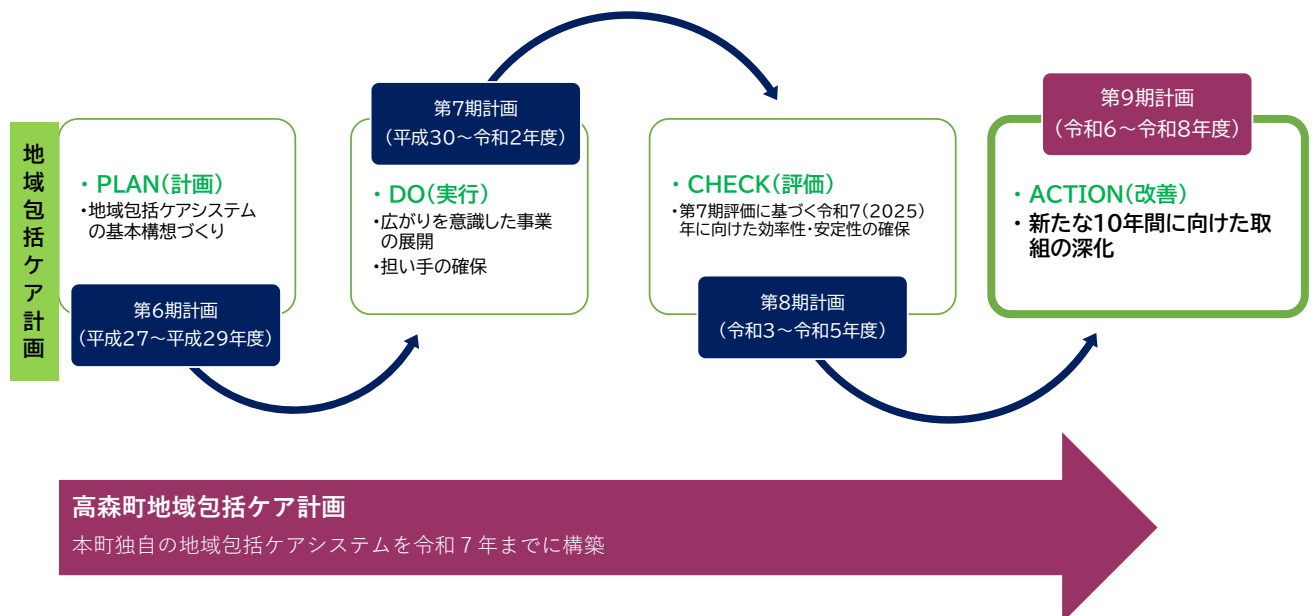 地域包括ケア計画
・PLAN(計画)
・地域包括ケアシステム
の基本構想づくり
第6期計画
(平成27～平成29年度)
第7期計画
(平成30～令和2年度)
・DO(実行)
・広がりを意識した事業
の展開
・担い手の確保
・CHECK(評価)
・第7期評価に基づく令和7(2025)
年に向けた効率性・安定性の確保
第8期計画
(令和3～令和5年度)
第9期計画
(令和6～令和8年度)
・ACTION(改善)
・新たな10年間に向けた取
組の深化
高森町地域包括ケア計画
本町独自の地域包括ケアシステムを令和７年までに構築